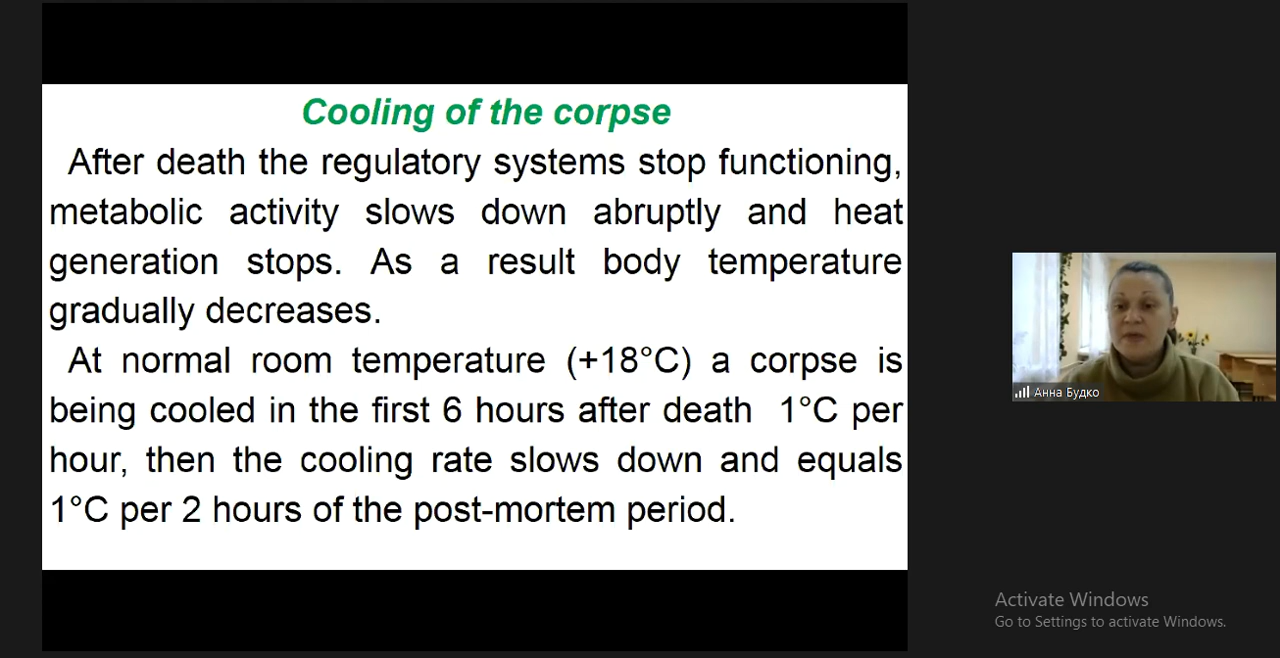 Cooling of the corpse
After death the regulatory systems stop functioning,
metabolic activity slows down abruptly and heat
generation stops. As a result body temperature
gradually decreases.
At normal room temperature (+18°C) a corpse is
being cooled in the first 6 hours after death 1°C per
hour, then the cooling rate slows down and equals
1°C per 2 hours of the post-mortem period.
Анна Будко
Activate Windows
Go to Settings to activate Windows.